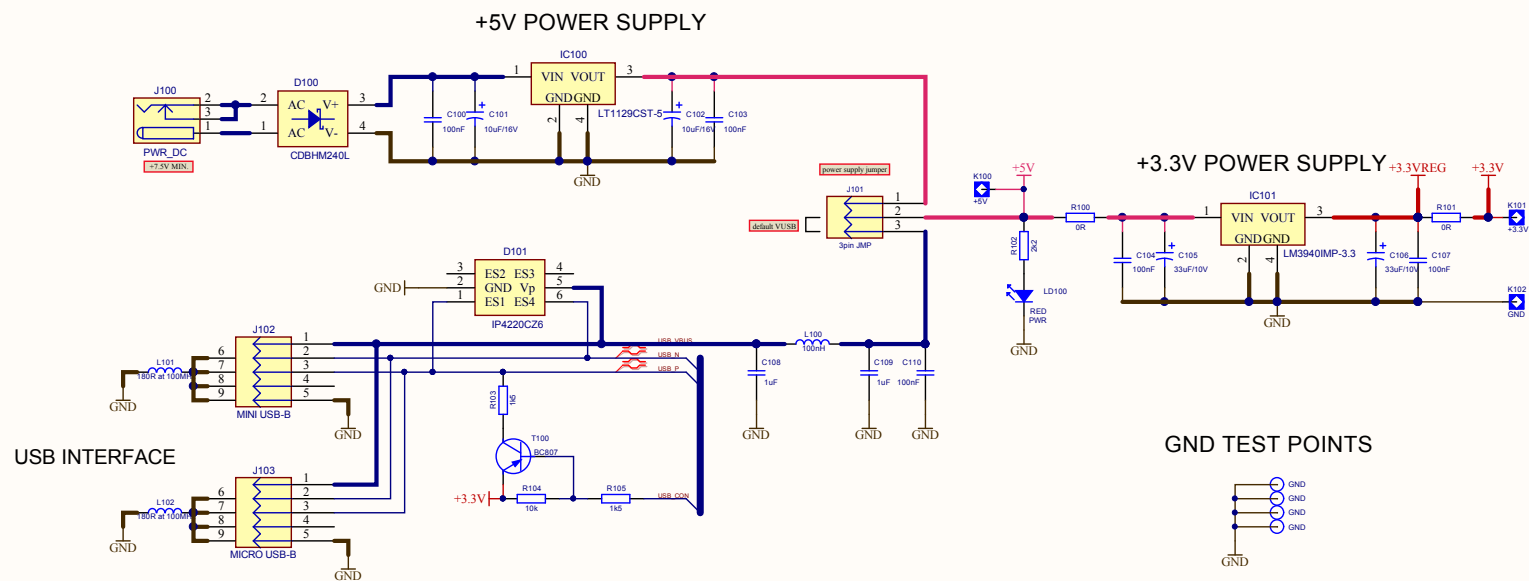 +5V POWER SUPPLY
J100
2
3
1
PWR_DC
+7.5V MIN.
D100
2
1
AC V+
AC V-
3
4
CDBHM240L
C100
100nF
C101
10uF/16V
IC100
1
VIN VOUT
3
GND GND
2
4
LT1129CST-5
C102
10uF/16V
C103
100nF
GND
power supply jumper
J101
1
2
3
default VUSB
3pin JMP
+3.3V POWER SUPPLY
K100
+5V
+5V
R102
2k2
LD100
RED
PWR
GND
R100
0R
C104
100nF
C105
33uF/10V
IC101
1
VIN VOUT
3
GND GND
2
4
LM3940IMP-3.3
GND
C106
33uF/10V
C107
100nF
+3.3VREG
R101
0R
+3.3V
K101
+3.3V
K102
GND
D101
3
2
1
ES2 ES3
GND Vp
ES1 ES4
4
5
6
IP4220CZ6
GND
USB INTERFACE
J102
6
7
8
9
1
2
3
4
5
MINI USB-B
L101
180R at 100MHz
GND
GND
J103
6
7
8
9
1
2
3
4
5
MICRO USB-B
L102
180R at 100MHz
GND
GND
USB_VBUS
USB_N
USB_P
R103
1k5
T100
BC807
+3.3V
R104
10k
R105
1k5
USB_CON
L100
100nH
C108
1uF
GND
C109
1uF
GND
C110
100nF
GND
GND TEST POINTS
GND
GND
GND
GND
GND